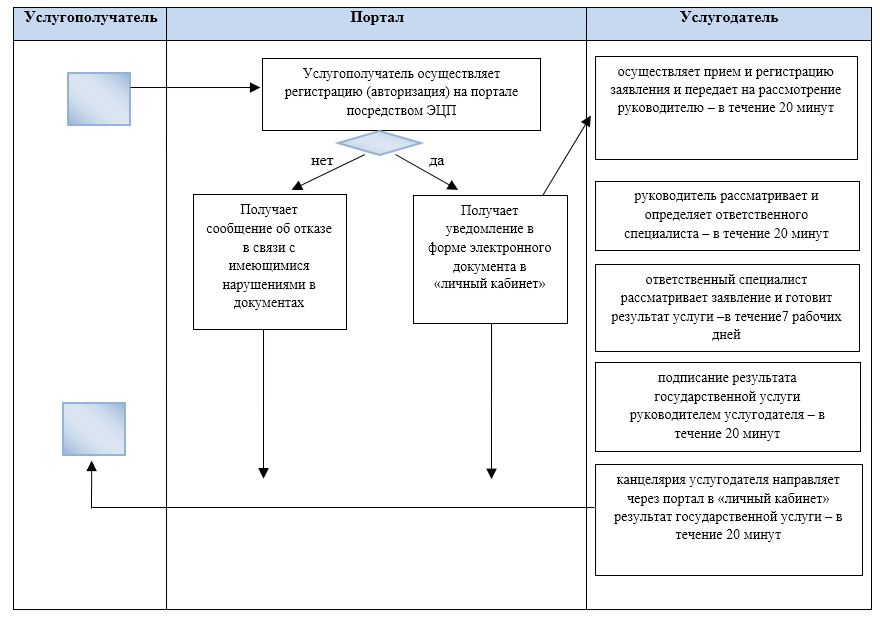 Услугополучатель
Портал
Услугодатель
Услугополучатель осуществляет
регистрацию (авторизация) на портале
посредством ЭЦП
нет
да
Получает
сообщение об отказе
в связи с
имеющимися
нарушениями в
документах
Получает
уведомление в
форме электронного
документа в
«личный кабинет»
осуществляет прием и регистрацию
заявления и передает на рассмотрение
руководителю – в течение 20 минут
руководитель рассматривает и
определяет ответственного
специалиста – в течение 20 минут
ответственный специалист
рассматривает заявление и готовит
результат услуги –в течение7 рабочих
дней
подписание результата
государственной услуги
руководителем услугодателя – в
течение 20 минут
канцелярия услугодателя направляет
через портал в «личный кабинет»
результат государственной услуги – в
течение 20 минут